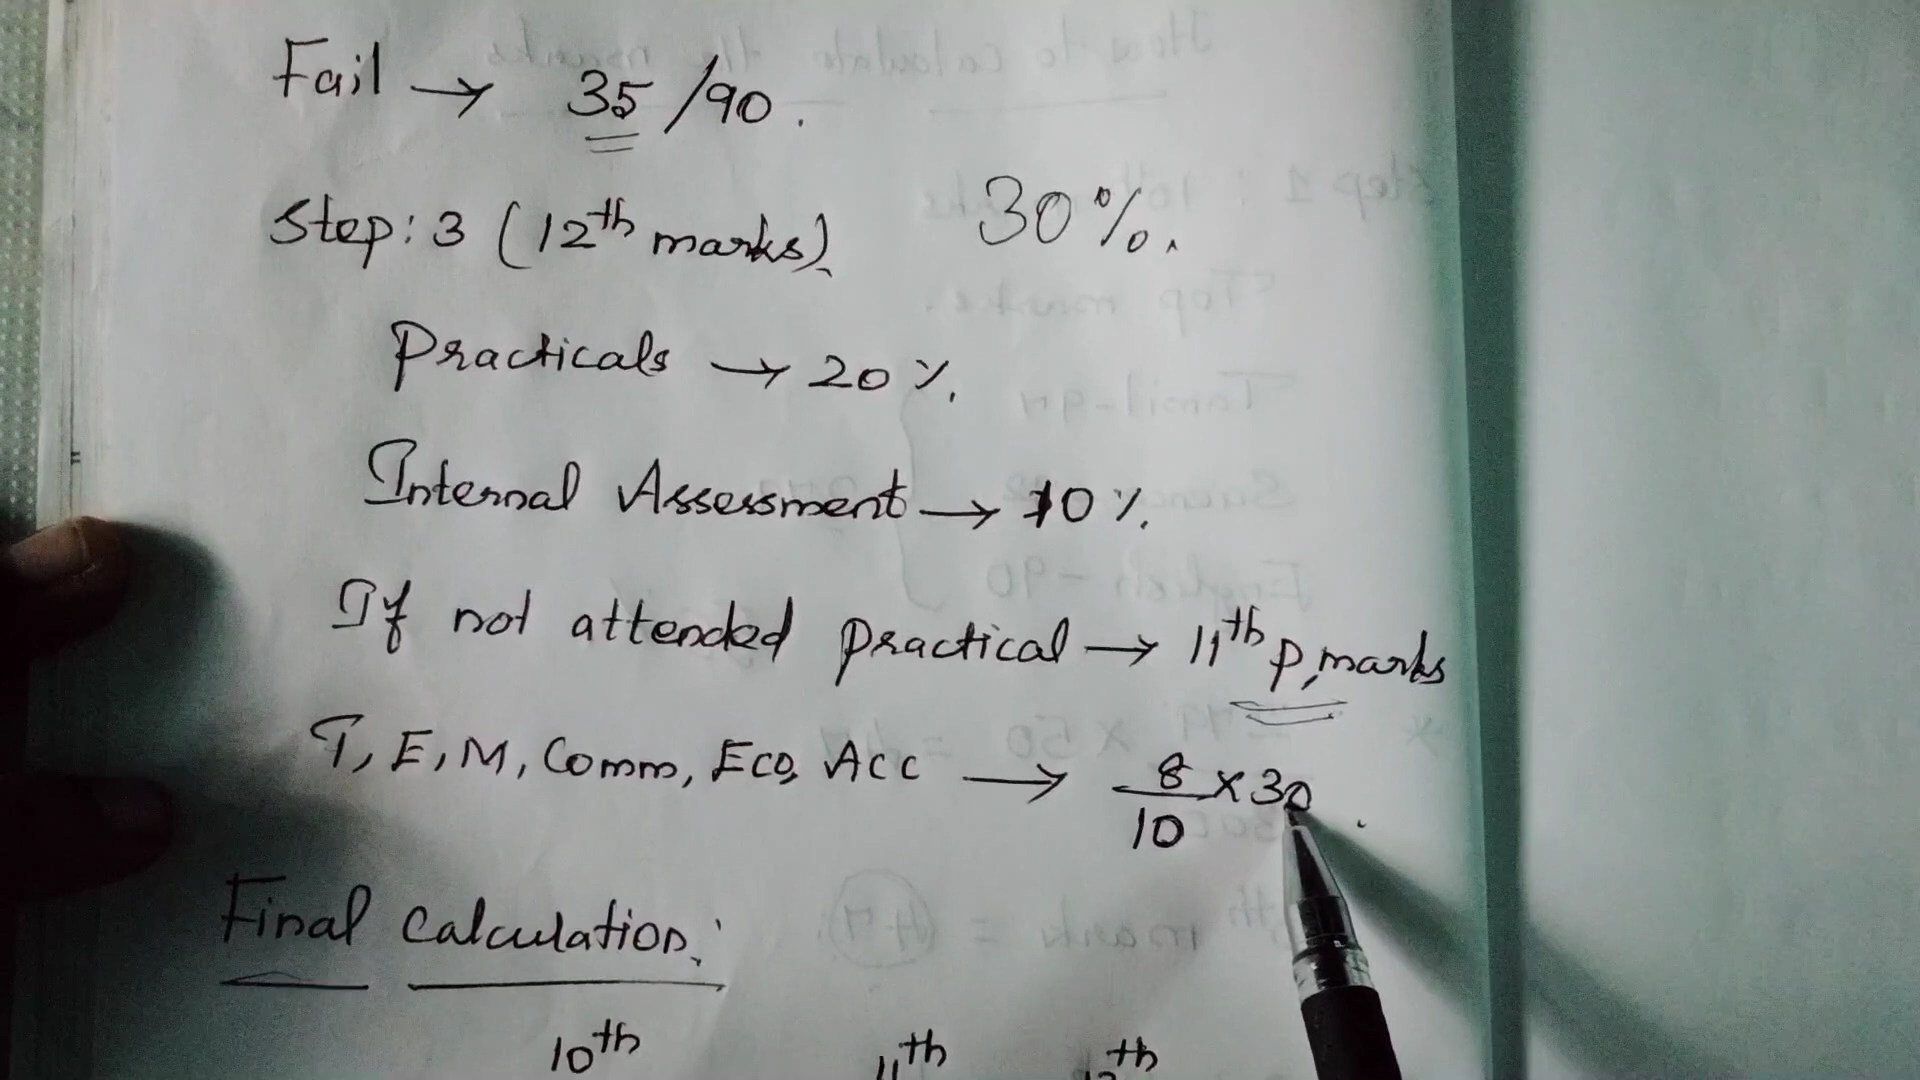 Fail → 35/90.
Step: 3 (12th marks) 30%.
Practicals → 20%.
Internal Assessment → 10%.
If not attended practical → 11th P, marks
T, E, M, Comm, Eco, Acc → 8/10 × 30
Final Calculation:
10th 11th 12th